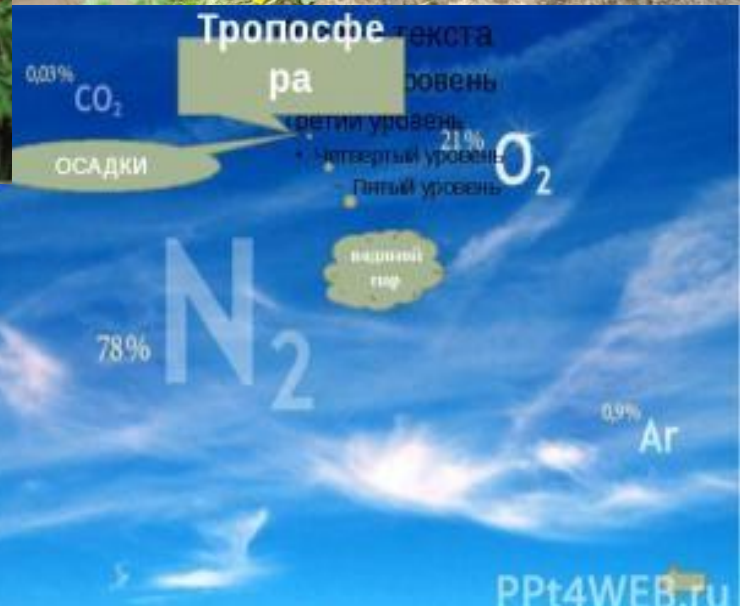 Тропосфе
ра
текста
уровень
0,03%
CO₂
ретий уровень
21%
O₂
• Четвертый уровень
ОСАДКИ
Пятый уровень
водяной
пар
N₂
78%
0,9%
Ar
PPt4WEB.ru